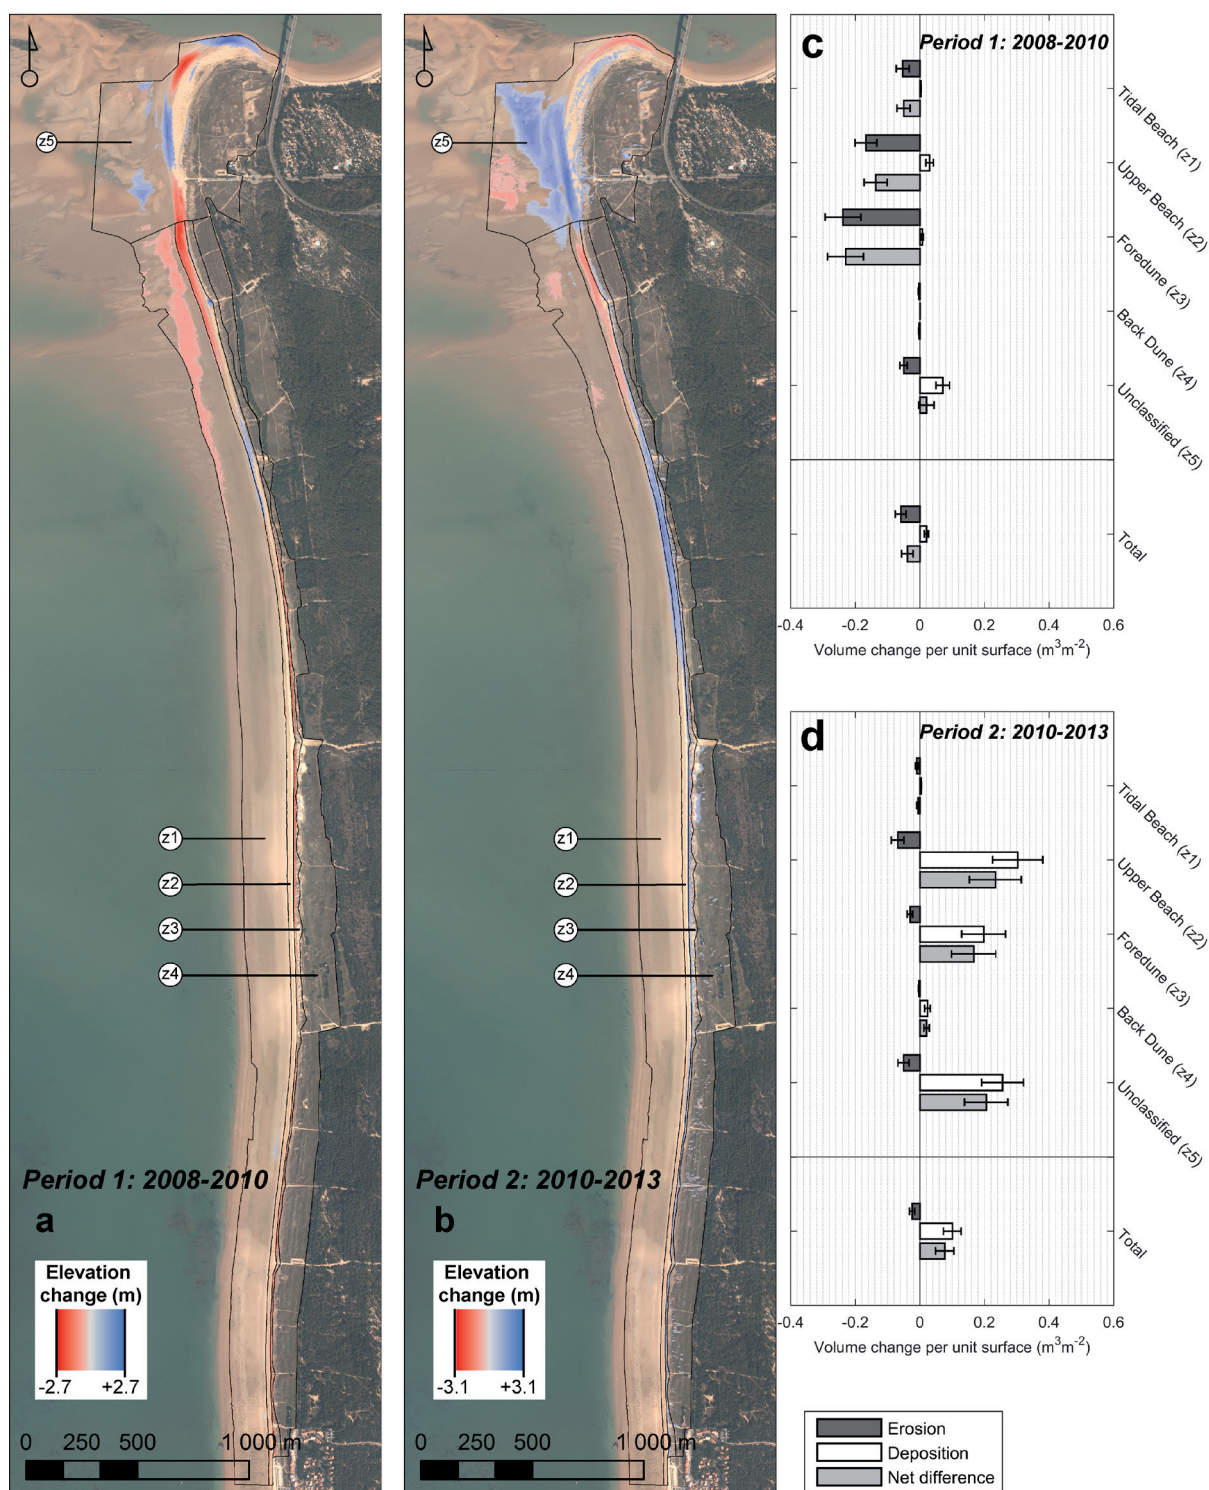 z5
z1
z2
z3
z4
Period 1: 2008-2010
a
Elevation
change (m)
-2.7 +2.7
0 250 500 1 000 m
z5
z1
z2
z3
z4
Period 2: 2010-2013
b
Elevation
change (m)
-3.1 +3.1
0 250 500 1 000 m
c
Period 1: 2008-2010
Tidal Beach (z1)
Upper Beach (z2)
Foredune (z3)
Back Dune (z4)
Unclassified (z5)
Total
-0.4 -0.2 0 0.2 0.4 0.6
Volume change per unit surface (m³m⁻²)
d
Period 2: 2010-2013
Tidal Beach (z1)
Upper Beach (z2)
Foredune (z3)
Back Dune (z4)
Unclassified (z5)
Total
-0.4 -0.2 0 0.2 0.4 0.6
Volume change per unit surface (m³m⁻²)
Erosion
Deposition
Net difference